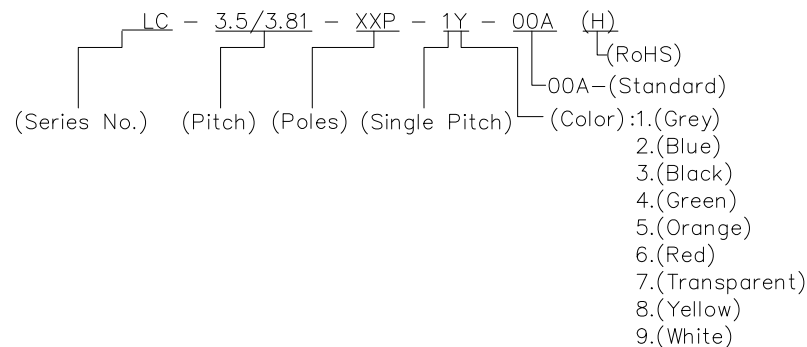 LC - 3.5/3.81 - XXP - 1Y - 00A (H)
(RoHS)
00A-(Standard)
(Series No.) (Pitch) (Poles) (Single Pitch) (Color):1.(Grey)
2.(Blue)
3.(Black)
4.(Green)
5.(Orange)
6.(Red)
7.(Transparent)
8.(Yellow)
9.(White)